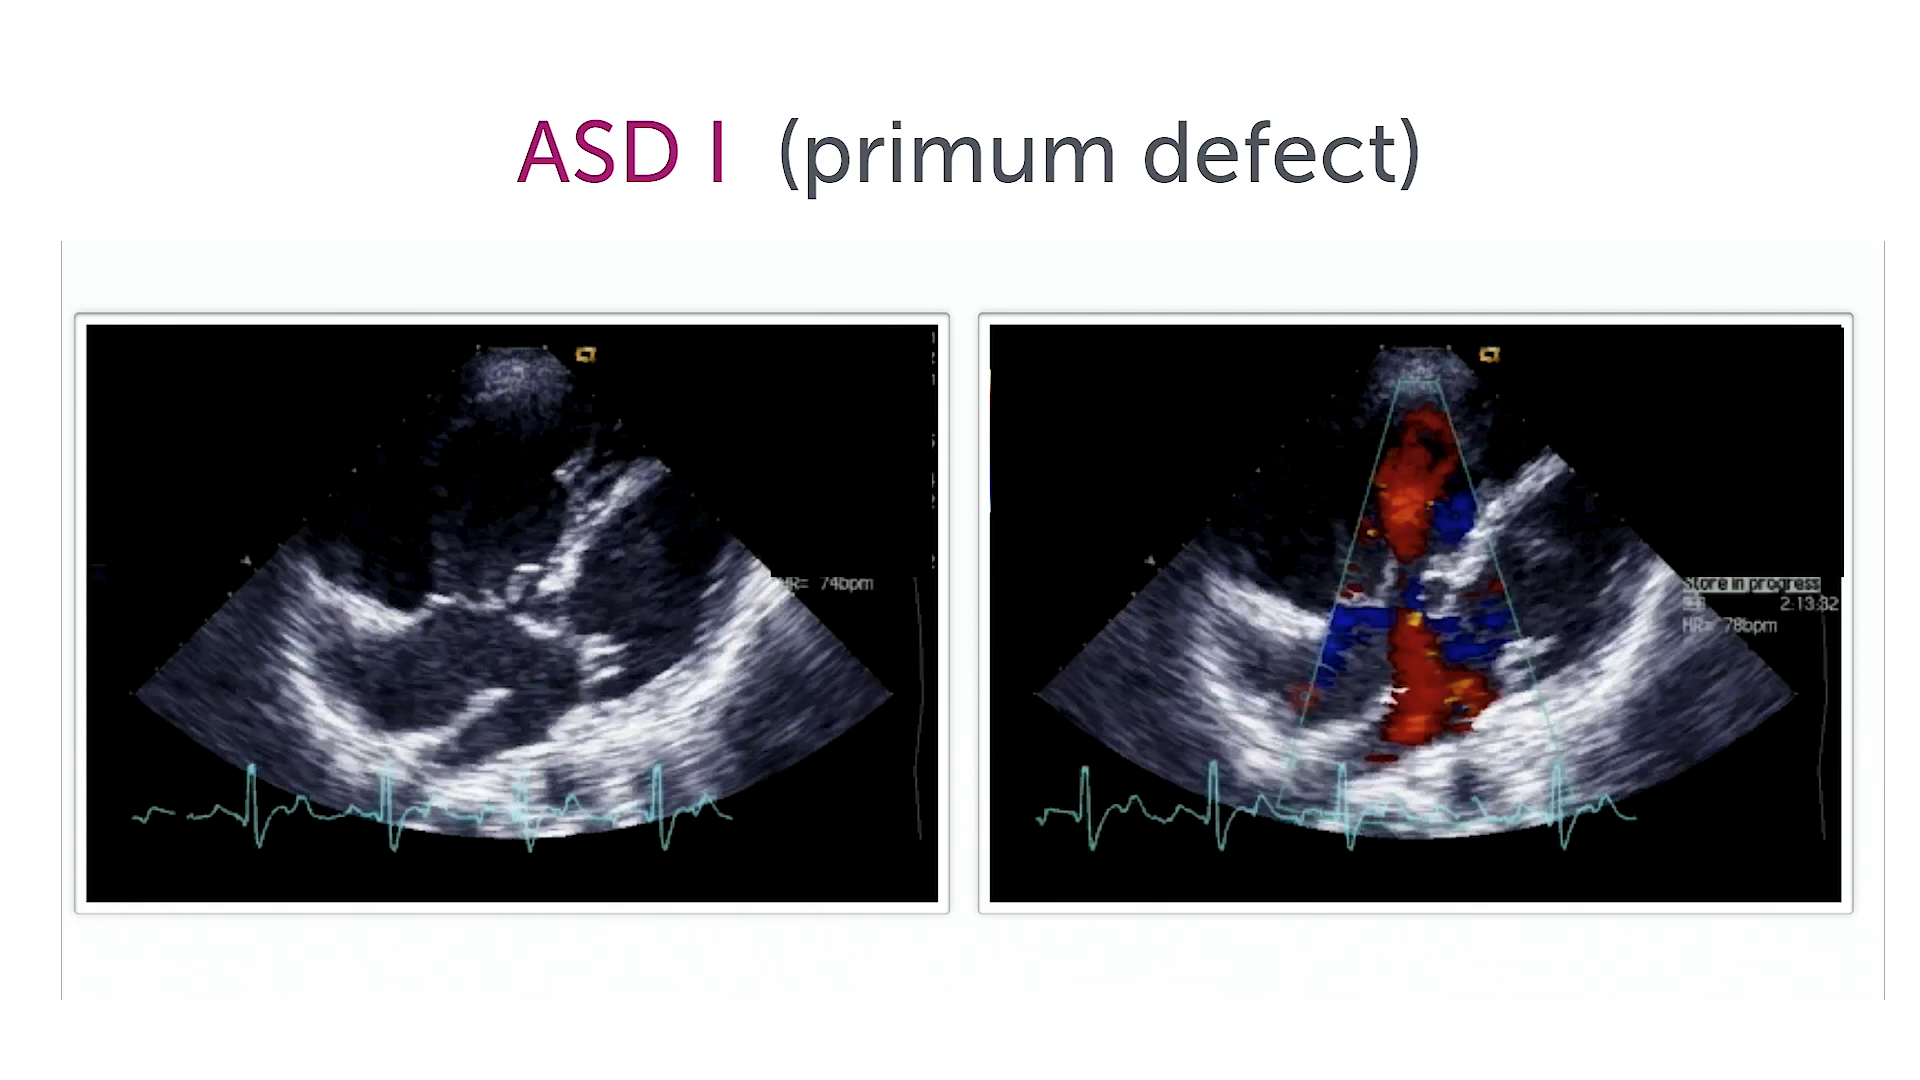 ASD I (primum defect)
HR= 74bpm
Store in progress
2:13:32
HR= 78bpm